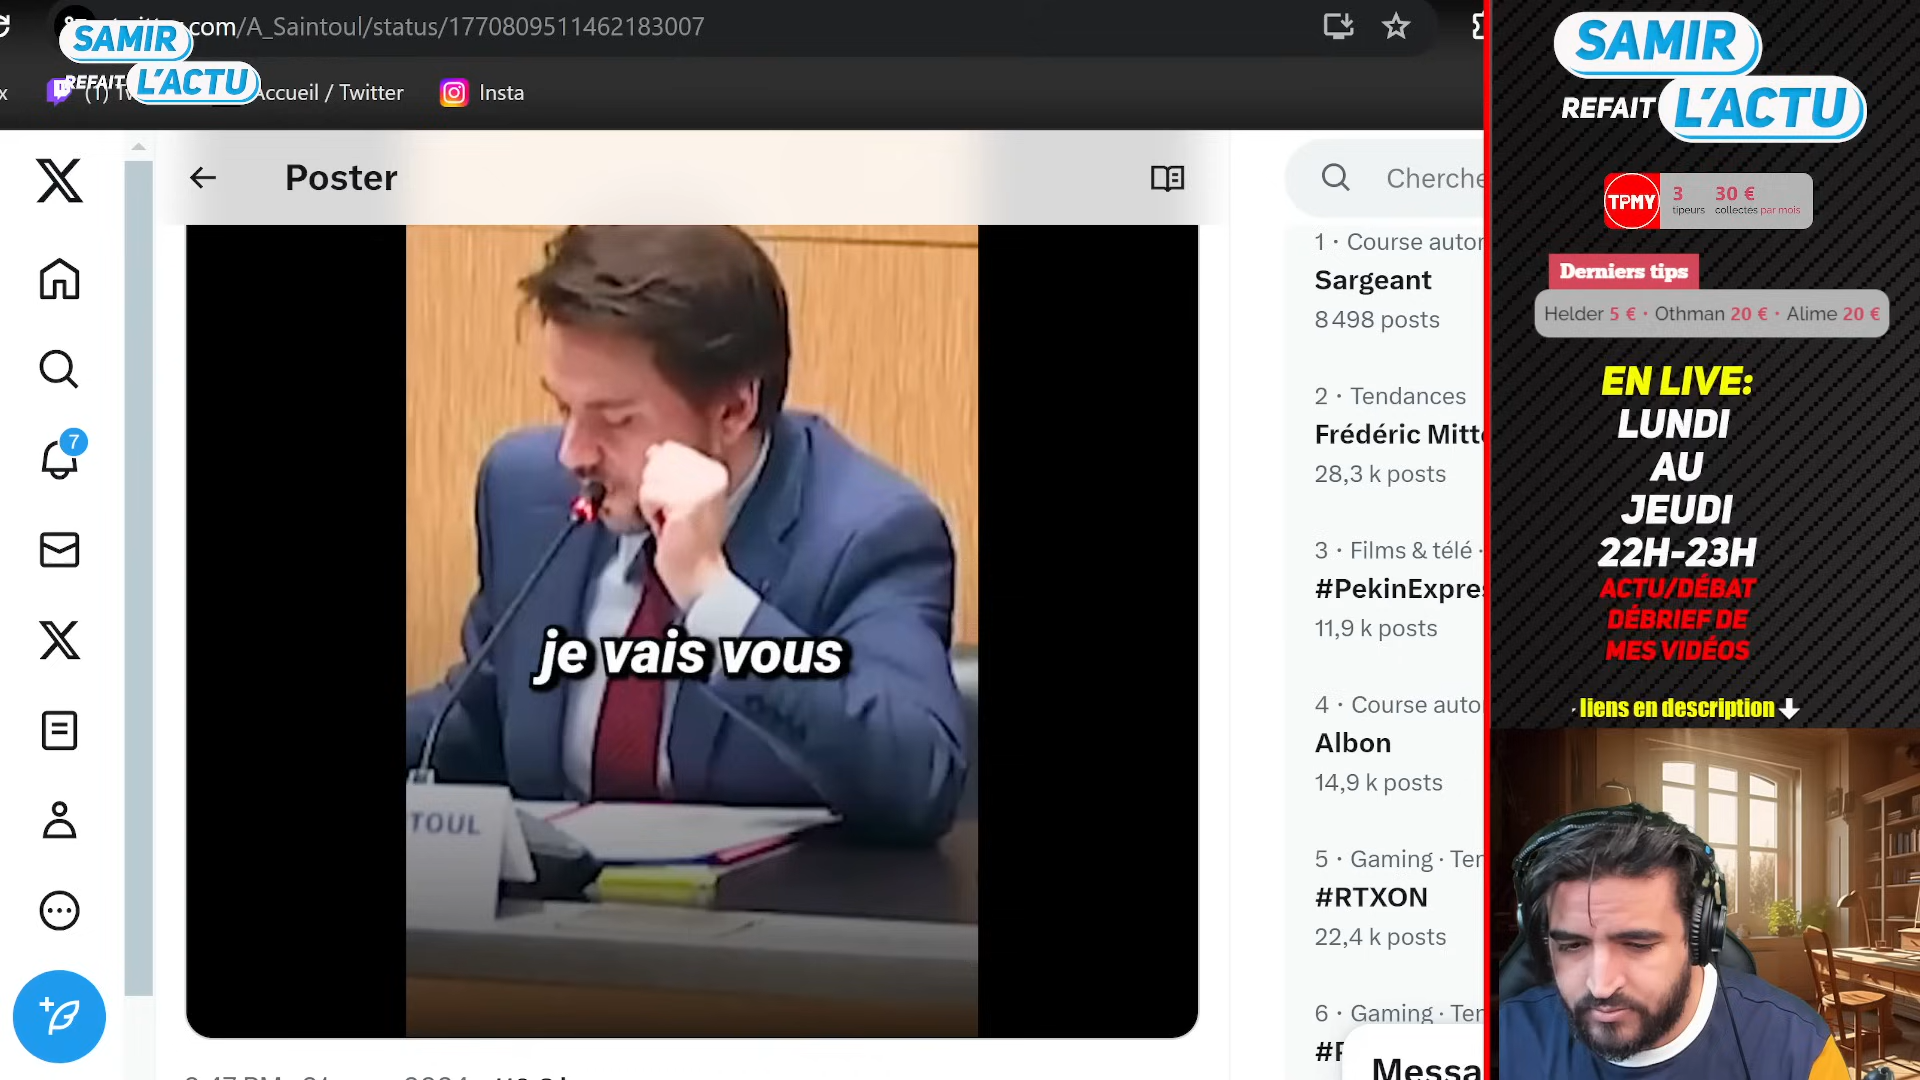 .com/A_Saintoul/status/1770809511462183007
SAMIR
REFAIT L'ACTU
Accueil / Twitter
Insta
Poster
Cherche
7
1 · Course autor
Sargeant
8 498 posts
2 · Tendances
Frédéric Mitt
28,3 k posts
3 · Films & télé ·
#PekinExpre
11,9 k posts
4 · Course auto
Albon
14,9 k posts
5 · Gaming · Ter
#RTXON
22,4 k posts
6 · Gaming · Ter
Messa
je vais vous
TOUL
SAMIR
REFAIT L'ACTU
TPMY
3 tipeurs
30 € collectés par mois
Derniers tips
Helder 5 € · Othman 20 € · Alime 20 €
EN LIVE:
LUNDI
AU
JEUDI
22H-23H
ACTU/DÉBAT
DÉBRIEF DE
MES VIDÉOS
liens en description